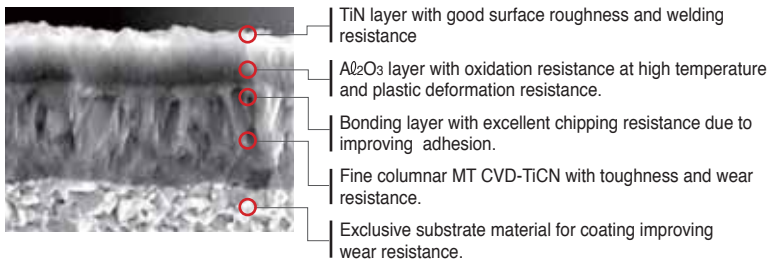 TiN layer with good surface roughness and welding
resistance
Aℓ2O3 layer with oxidation resistance at high temperature
and plastic deformation resistance.
Bonding layer with excellent chipping resistance due to
improving adhesion.
Fine columnar MT CVD-TiCN with toughness and wear
resistance.
Exclusive substrate material for coating improving
wear resistance.